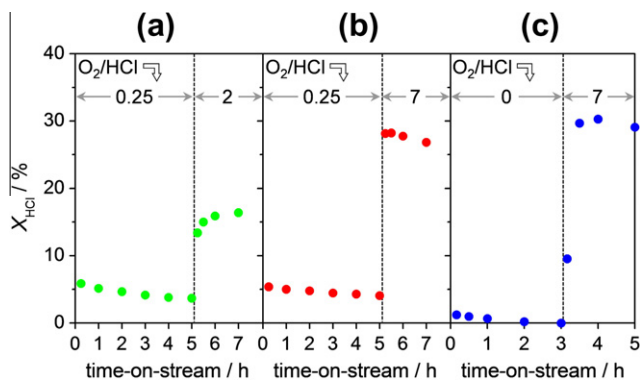 (a) (b) (c)
O₂/HCl O₂/HCl O₂/HCl
0.25 2 0.25 7 0 7
40
30
20
10
0
X_HCl / %
0 1 2 3 4 5 6 7 0 1 2 3 4 5 6 7 0 1 2 3 4 5
time-on-stream / h time-on-stream / h time-on-stream / h